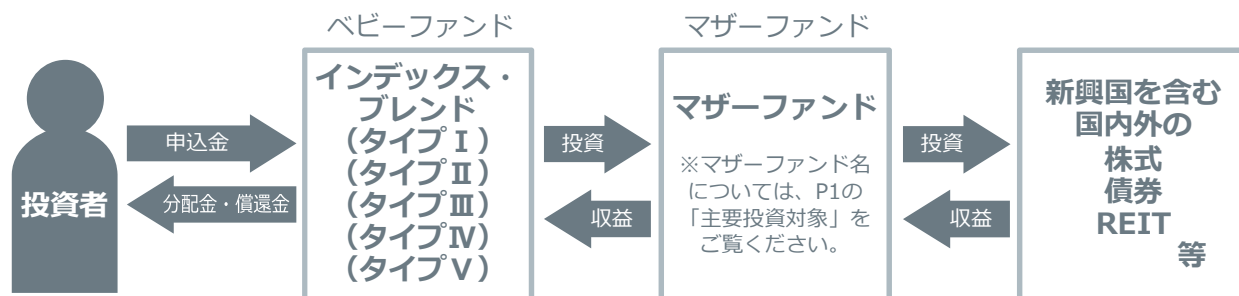 ベビーファンド
マザーファンド
投資者
申込金
分配金・償還金
インデックス・
ブレンド
（タイプⅠ）
（タイプⅡ）
（タイプⅢ）
（タイプⅣ）
（タイプⅤ）
投資
収益
マザーファンド
※マザーファンド名
については、P1の
「主要投資対象」を
ご覧ください。
投資
収益
新興国を含む
国内外の
株式
債券
REIT
等